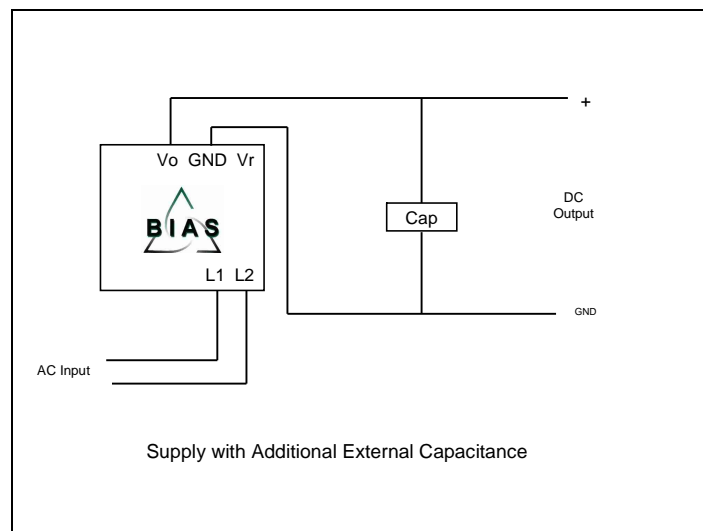 +
Vo GND Vr
BIAS
Cap
DC
Output
L1 L2
GND
AC Input
Supply with Additional External Capacitance